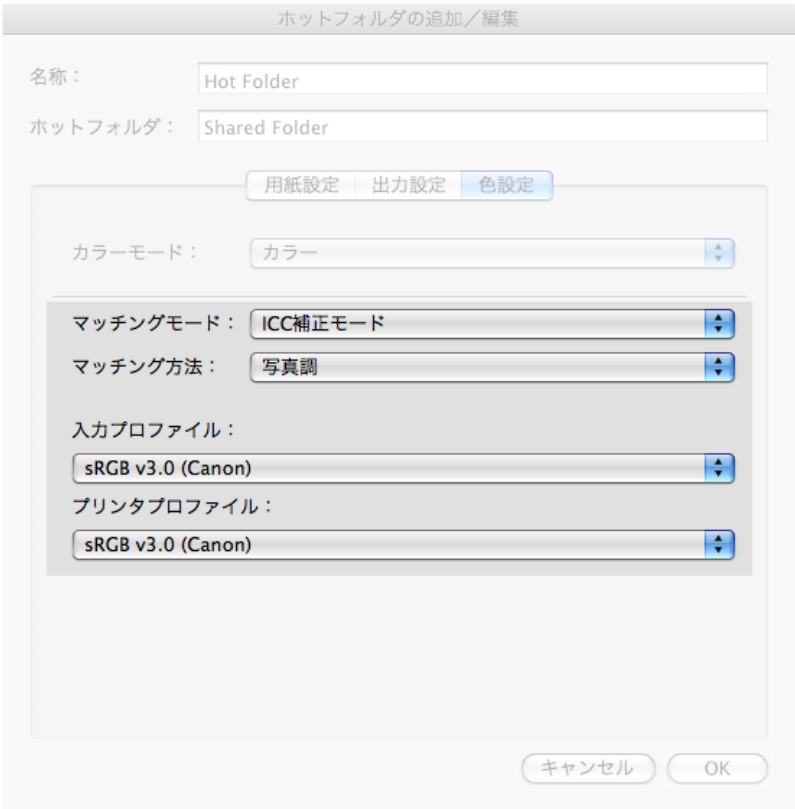 ホットフォルダの追加／編集
名称：
Hot Folder
ホットフォルダ：
Shared Folder
用紙設定 出力設定 色設定
カラーモード： カラー
マッチングモード： ICC補正モード
マッチング方法： 写真調
入力プロファイル：
sRGB v3.0 (Canon)
プリンタプロファイル：
sRGB v3.0 (Canon)
キャンセル OK